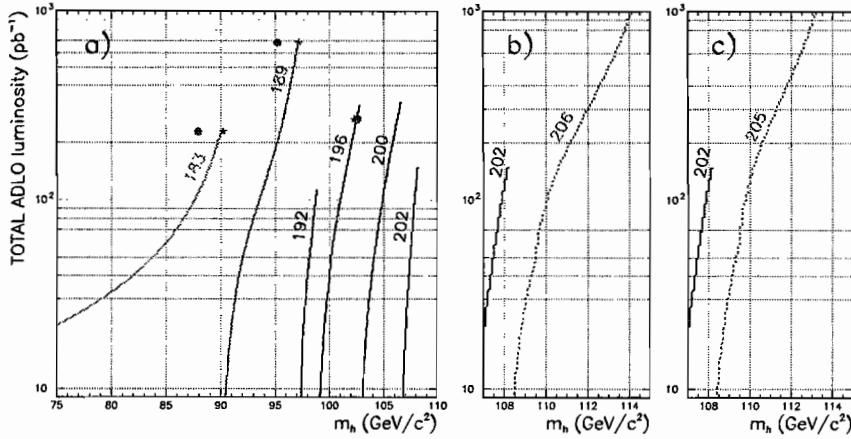 TOTAL ADLO luminosity (pb⁻¹)
10³
10²
10
a)
183
189
192
196
200
202
75 80 85 90 95 100 105 110
mₕ (GeV/c²)
10³
10²
10
b)
202
206
108 110 112 114
mₕ (GeV/c²)
10³
10²
10
c)
202
205
108 110 112 114
mₕ (GeV/c²)